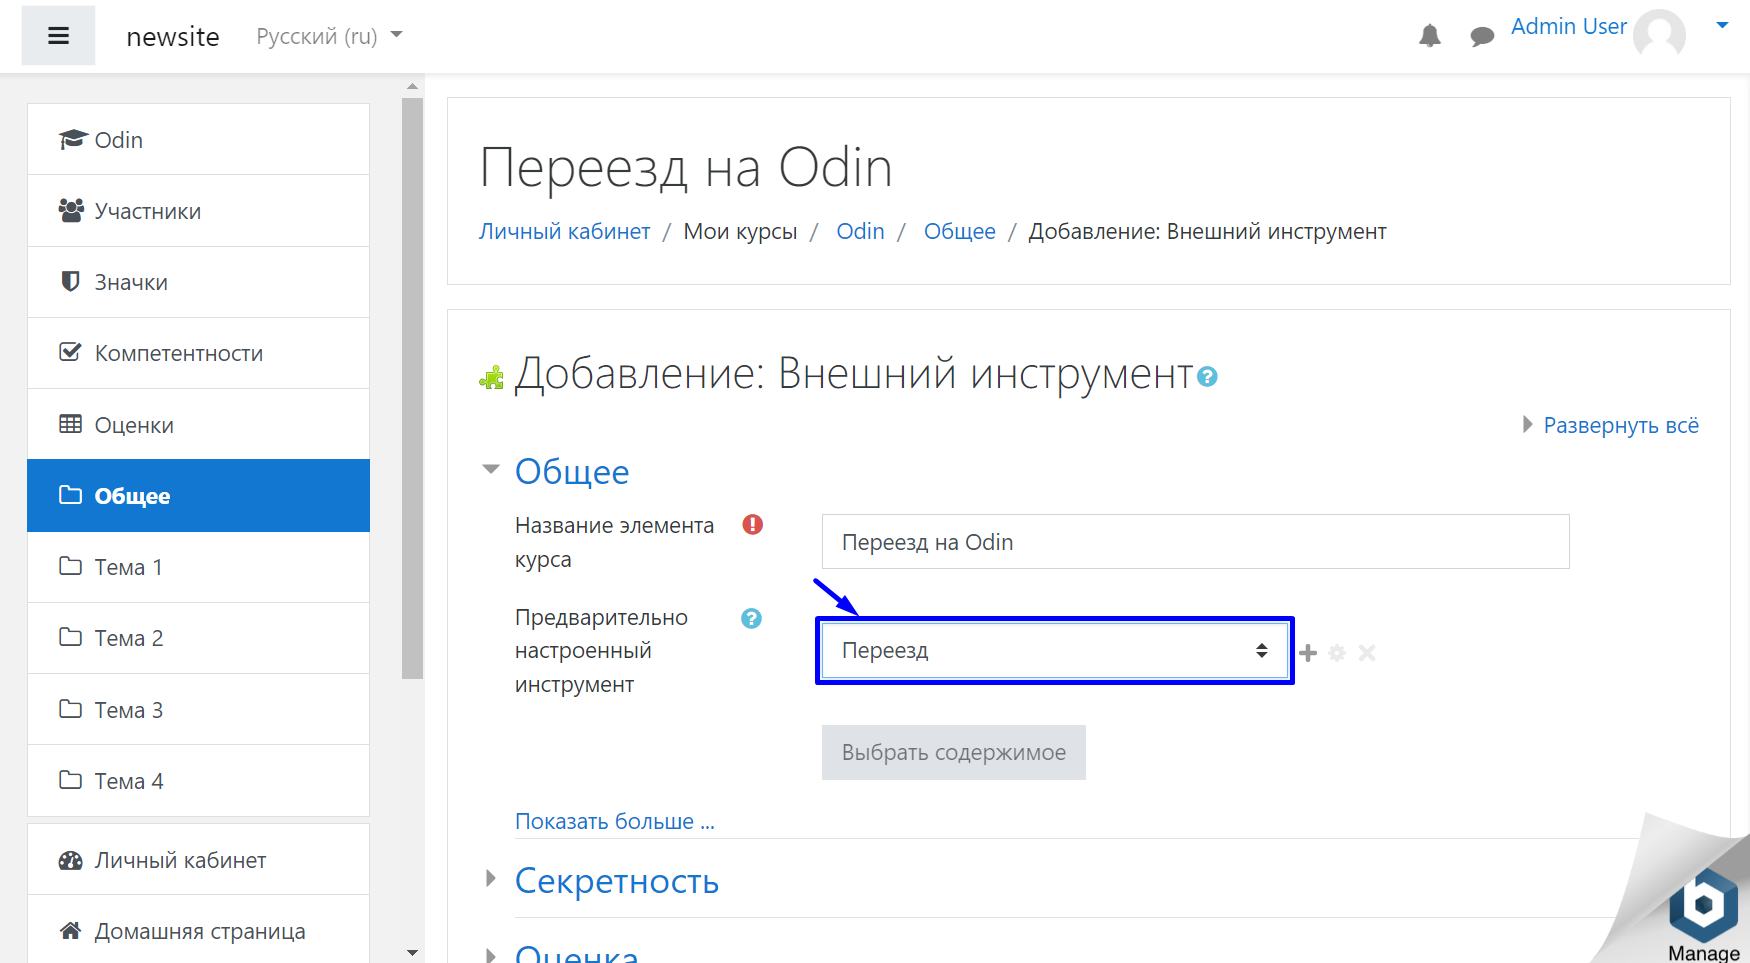 newsite
Русский (ru)
Admin User
Odin
Участники
Значки
Компетентности
Оценки
Общее
Тема 1
Тема 2
Тема 3
Тема 4
Личный кабинет
Домашняя страница
Переезд на Odin
Личный кабинет / Мои курсы / Odin / Общее / Добавление: Внешний инструмент
Добавление: Внешний инструмент
Развернуть всё
Общее
Название элемента
курса
Переезд на Odin
Предварительно
настроенный
инструмент
Переезд
Выбрать содержимое
Показать больше ...
Секретность
Оценка
Manage